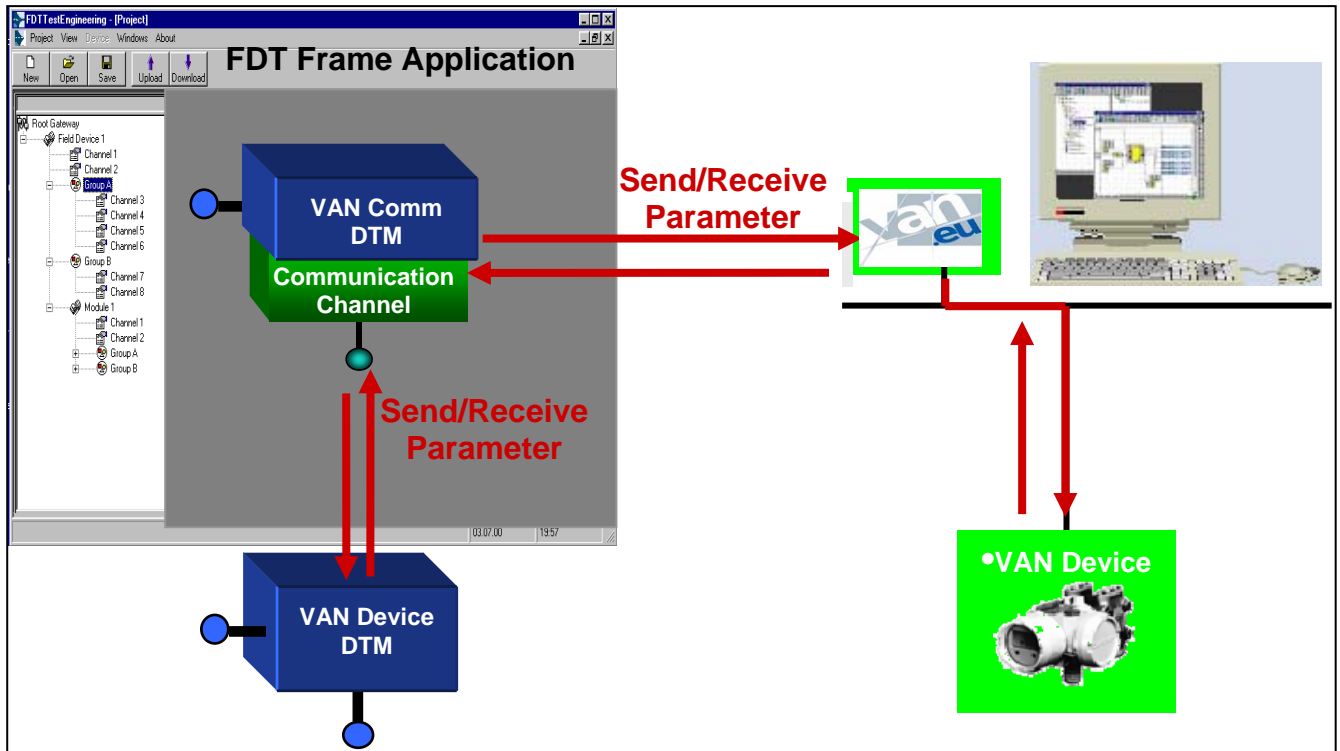 FDTTestEngineering - [Project]
Project View Device Windows About
New Open Save Upload Download
FDT Frame Application
Root Gateway
Field Device 1
Channel 1
Channel 2
Group A
Channel 3
Channel 4
Channel 5
Channel 6
Group B
Channel 7
Channel 8
Module 1
Channel 1
Channel 2
Group A
Group B
VAN Comm
DTM
Communication
Channel
Send/Receive
Parameter
Send/Receive
Parameter
03.07.00 19:57
VAN Device
DTM
van
.eu
•VAN Device